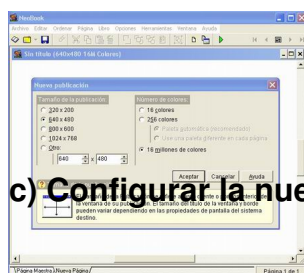 NeoBook
Archivo Editar Ordenar Página Libro Opciones Herramientas Ventana Ayuda
Sin título (640x480 16M Colores)
Nueva publicación
Tamaño de la publicación
Número de colores:
320 x 200
640 x 480
800 x 600
1024 x 768
Otro:
640 x 480
16 colores
256 colores
Paleta automática (recomendado)
Use una paleta diferente en cada página
16 millones de colores
Aceptar Cancelar Ayuda
c) Configurar la nue
la ventana de su publicación. El tamaño del título de la ventana y borde
pueden variar dependiendo en las propiedades de pantalla del sistema
destino.
Página Maestra Nueva Página
Página 1 de 1